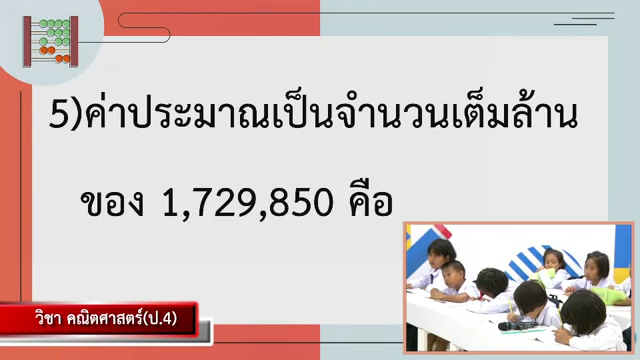 5)ค่าประมาณเป็นจำนวนเต็มล้าน
ของ 1,729,850 คือ
วิชา คณิตศาสตร์(ป.4)